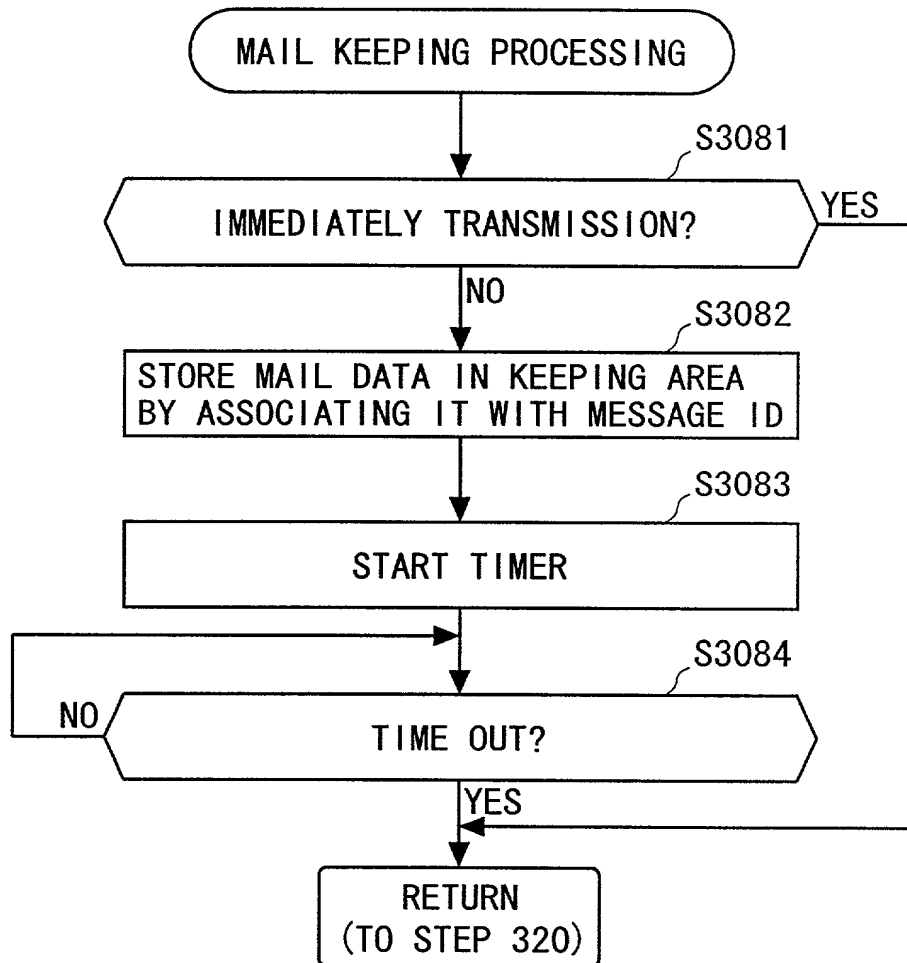 MAIL KEEPING PROCESSING
S3081
IMMEDIATELY TRANSMISSION?
YES
NO
S3082
STORE MAIL DATA IN KEEPING AREA
BY ASSOCIATING IT WITH MESSAGE ID
S3083
START TIMER
S3084
NO
TIME OUT?
YES
RETURN
(TO STEP 320)